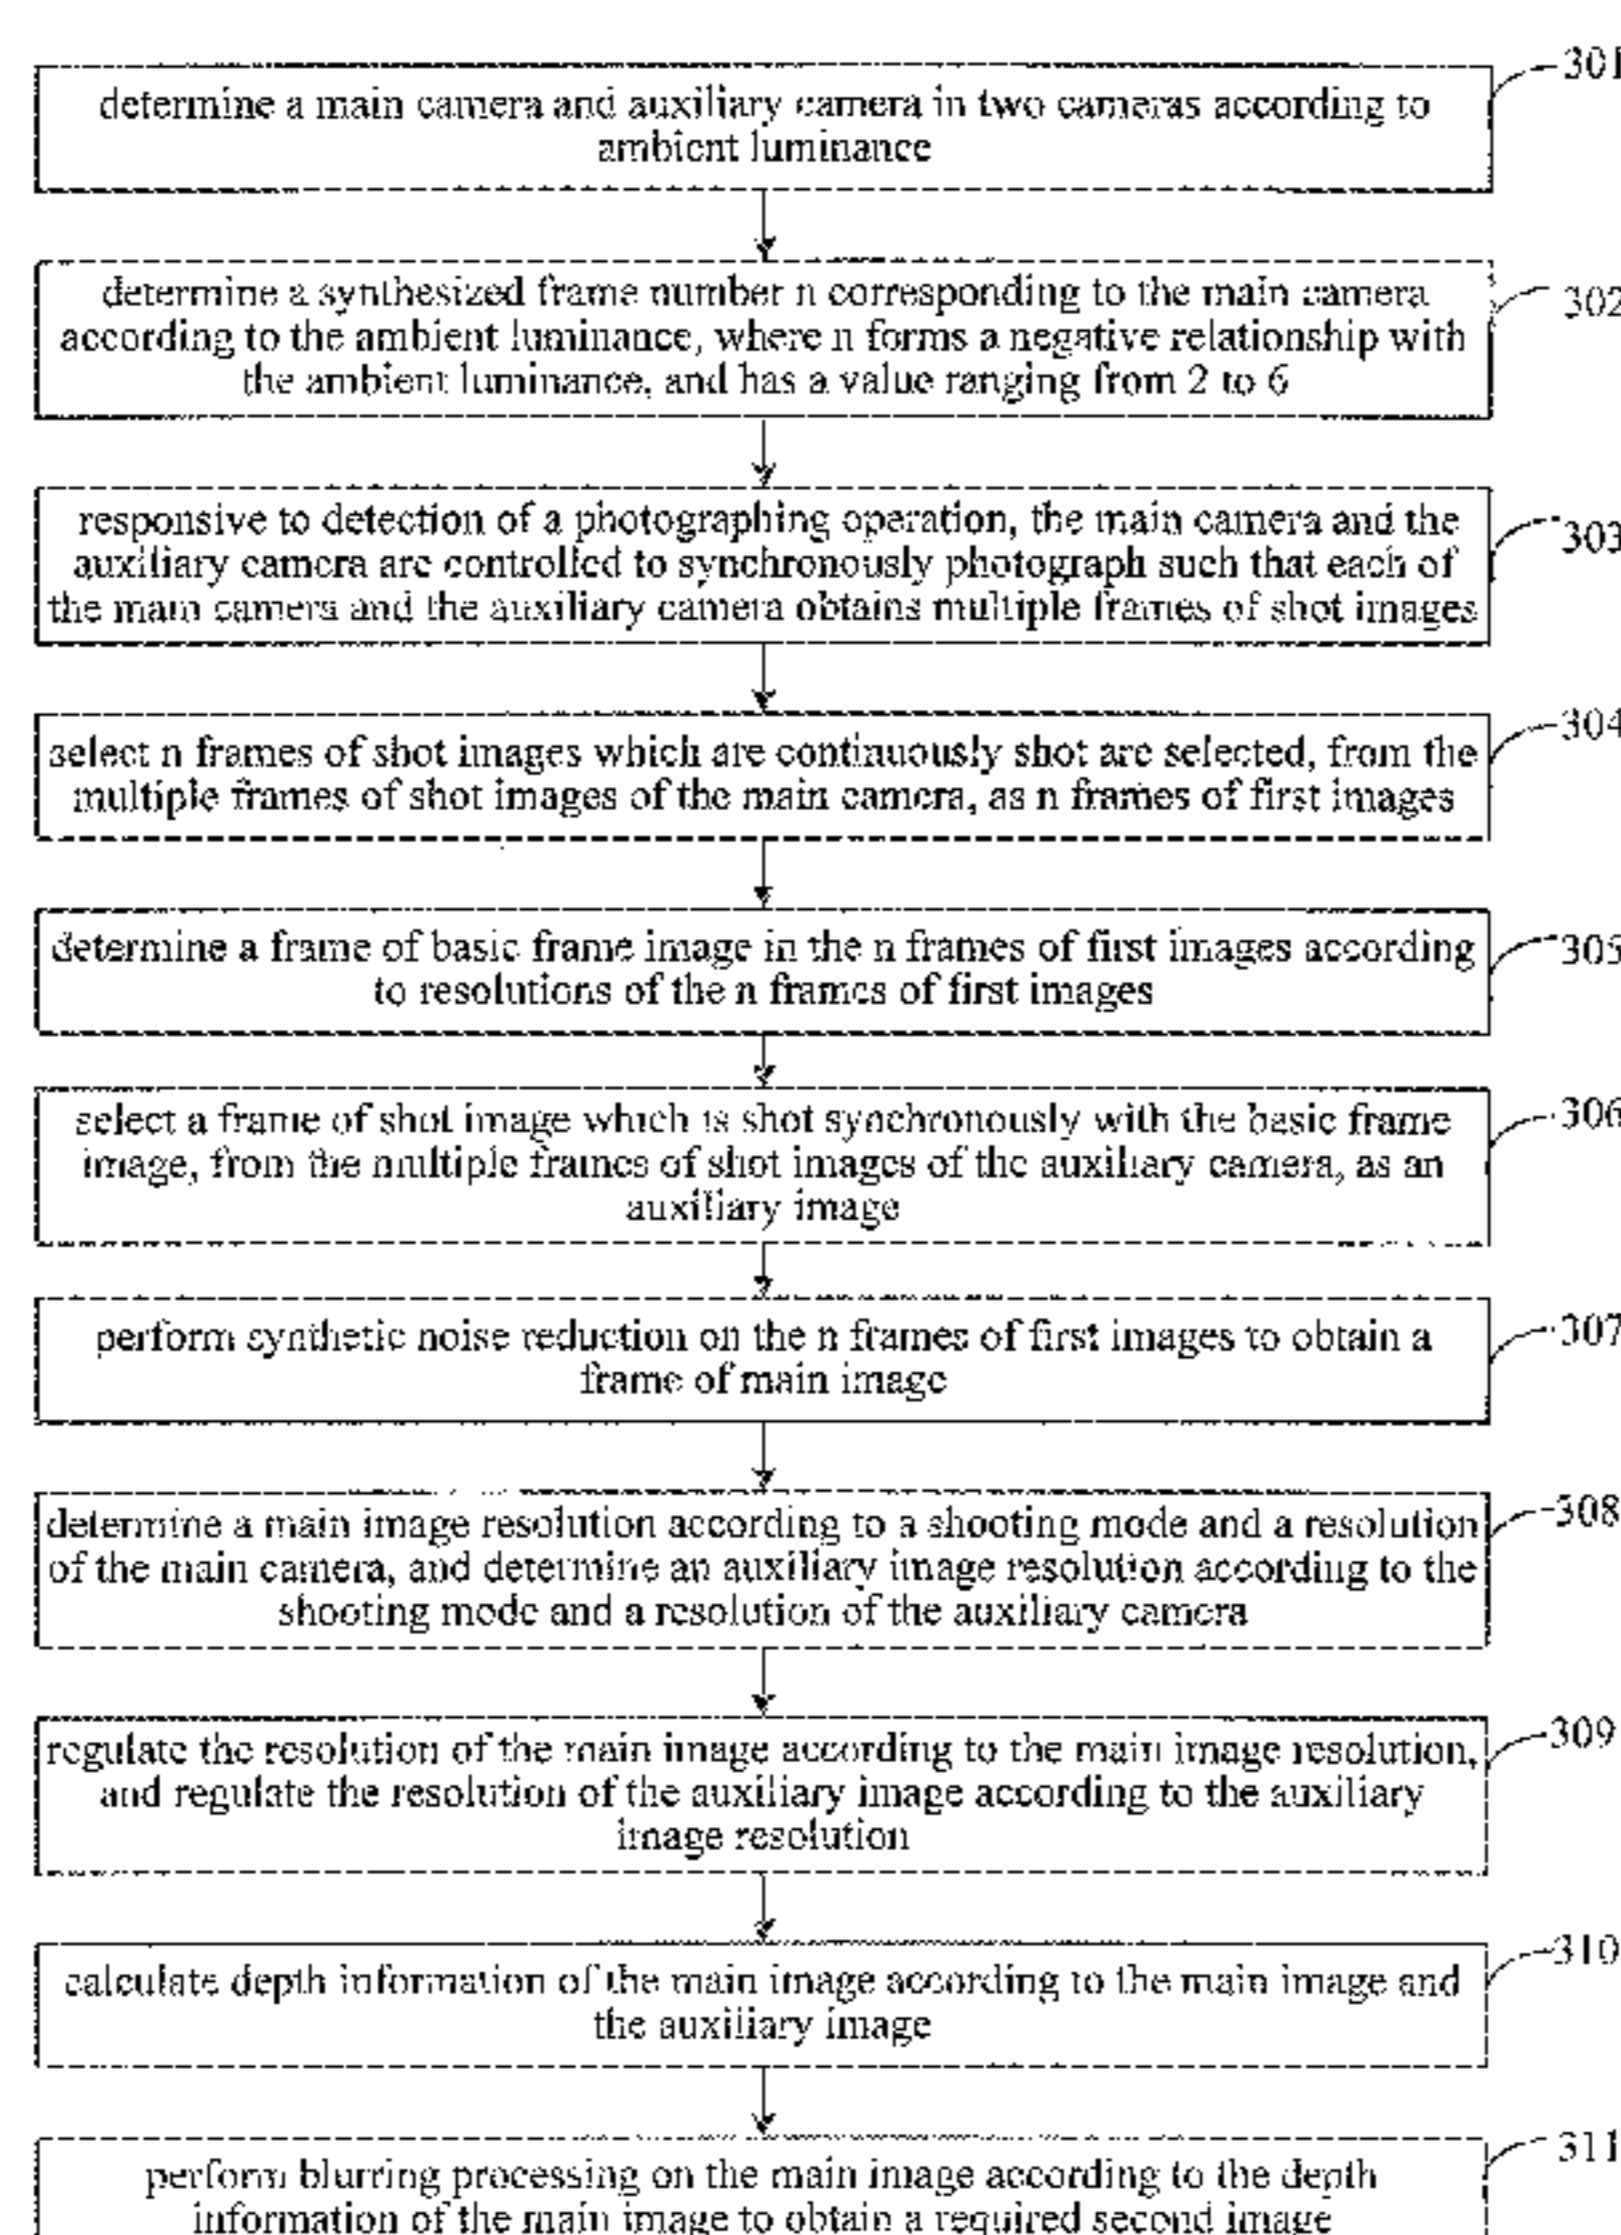 301
determine a main camera and auxiliary camera in two cameras according to
ambient luminance
302
determine a synthesized frame number n corresponding to the main camera
according to the ambient luminance, where n forms a negative relationship with
the ambient luminance, and has a value ranging from 2 to 6
303
responsive to detection of a photographing operation, the main camera and the
auxiliary camera are controlled to synchronously photograph such that each of
the main camera and the auxiliary camera obtains multiple frames of shot images
304
select n frames of shot images which are continuously shot are selected, from the
multiple frames of shot images of the main camera, as n frames of first images
305
determine a frame of basic frame image in the n frames of first images according
to resolutions of the n frames of first images
306
select a frame of shot image which is shot synchronously with the basic frame
image, from the multiple frames of shot images of the auxiliary camera, as an
auxiliary image
307
perform synthetic noise reduction on the n frames of first images to obtain a
frame of main image
308
determine a main image resolution according to a shooting mode and a resolution
of the main camera, and determine an auxiliary image resolution according to the
shooting mode and a resolution of the auxiliary camera
309
regulate the resolution of the main image according to the main image resolution,
and regulate the resolution of the auxiliary image according to the auxiliary
image resolution
310
calculate depth information of the main image according to the main image and
the auxiliary image
311
perform blurring processing on the main image according to the depth
information of the main image to obtain a required second image